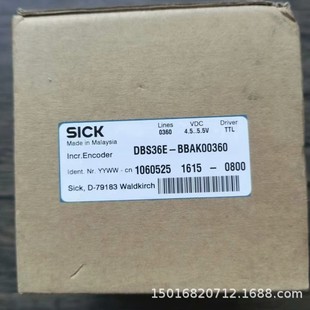 SICK
Made in Malaysia
Lines VDC Driver
0360 4.5...5.5V TTL
Incr.Encoder DBS36E-BBAK00360
Ident. Nr. YYWW - cn 1060525 1615 - 0800
Sick, D-79183 Waldkirch
15016820712.1688.com